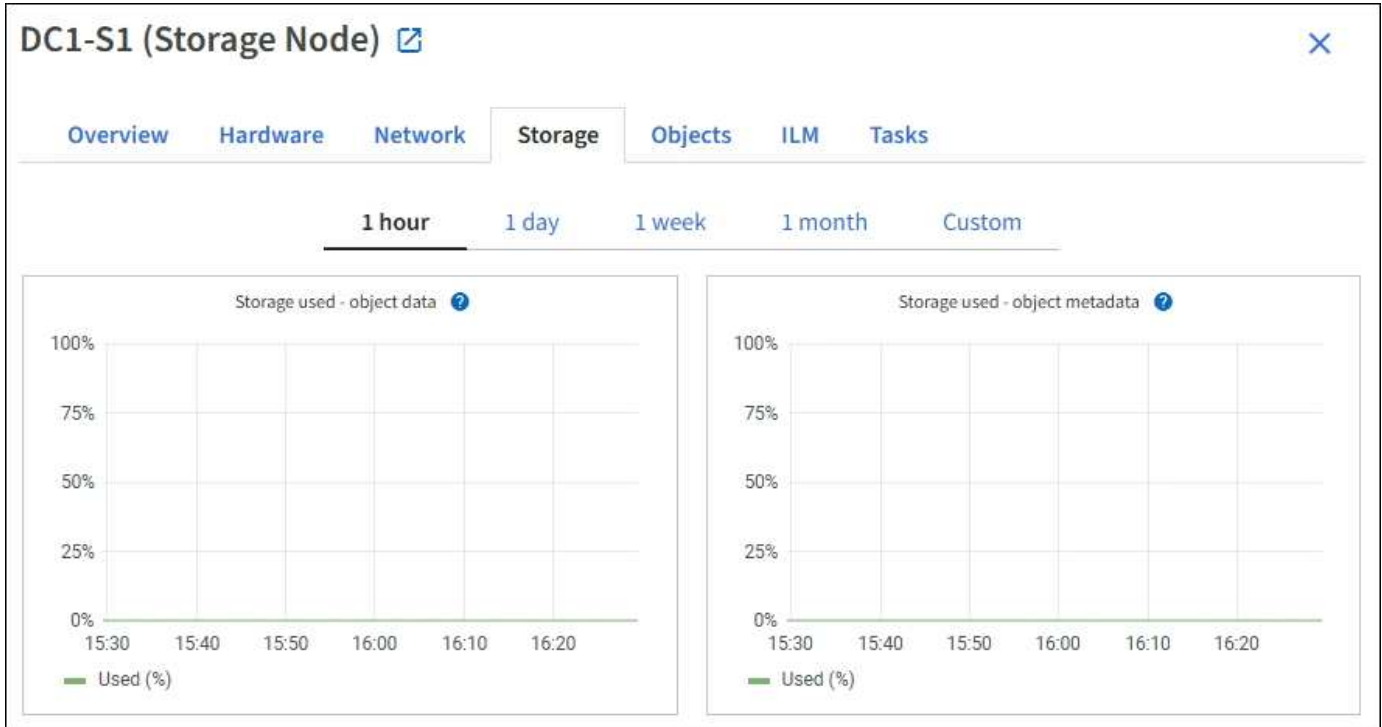 DC1-S1 (Storage Node)
Overview Hardware Network Storage Objects ILM Tasks
1 hour 1 day 1 week 1 month Custom
Storage used - object data ?
100%
75%
50%
25%
0%
15:30 15:40 15:50 16:00 16:10 16:20
Used (%)
Storage used - object metadata ?
100%
75%
50%
25%
0%
15:30 15:40 15:50 16:00 16:10 16:20
Used (%)